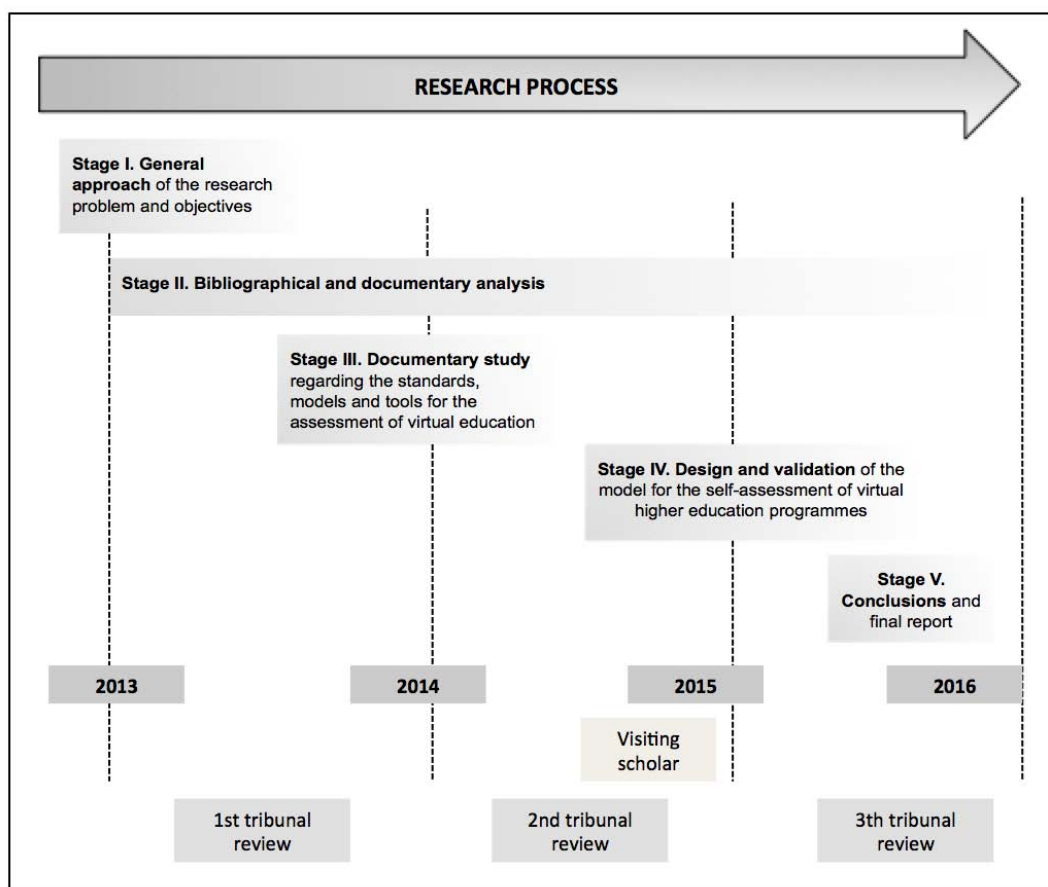 RESEARCH PROCESS
Stage I. General
approach of the research
problem and objectives
Stage II. Bibliographical and documentary analysis
Stage III. Documentary study
regarding the standards,
models and tools for the
assessment of virtual education
Stage IV. Design and validation of the
model for the self-assessment of virtual
higher education programmes
Stage V.
Conclusions and
final report
2013
2014
2015
2016
Visiting
scholar
1st tribunal
review
2nd tribunal
review
3th tribunal
review